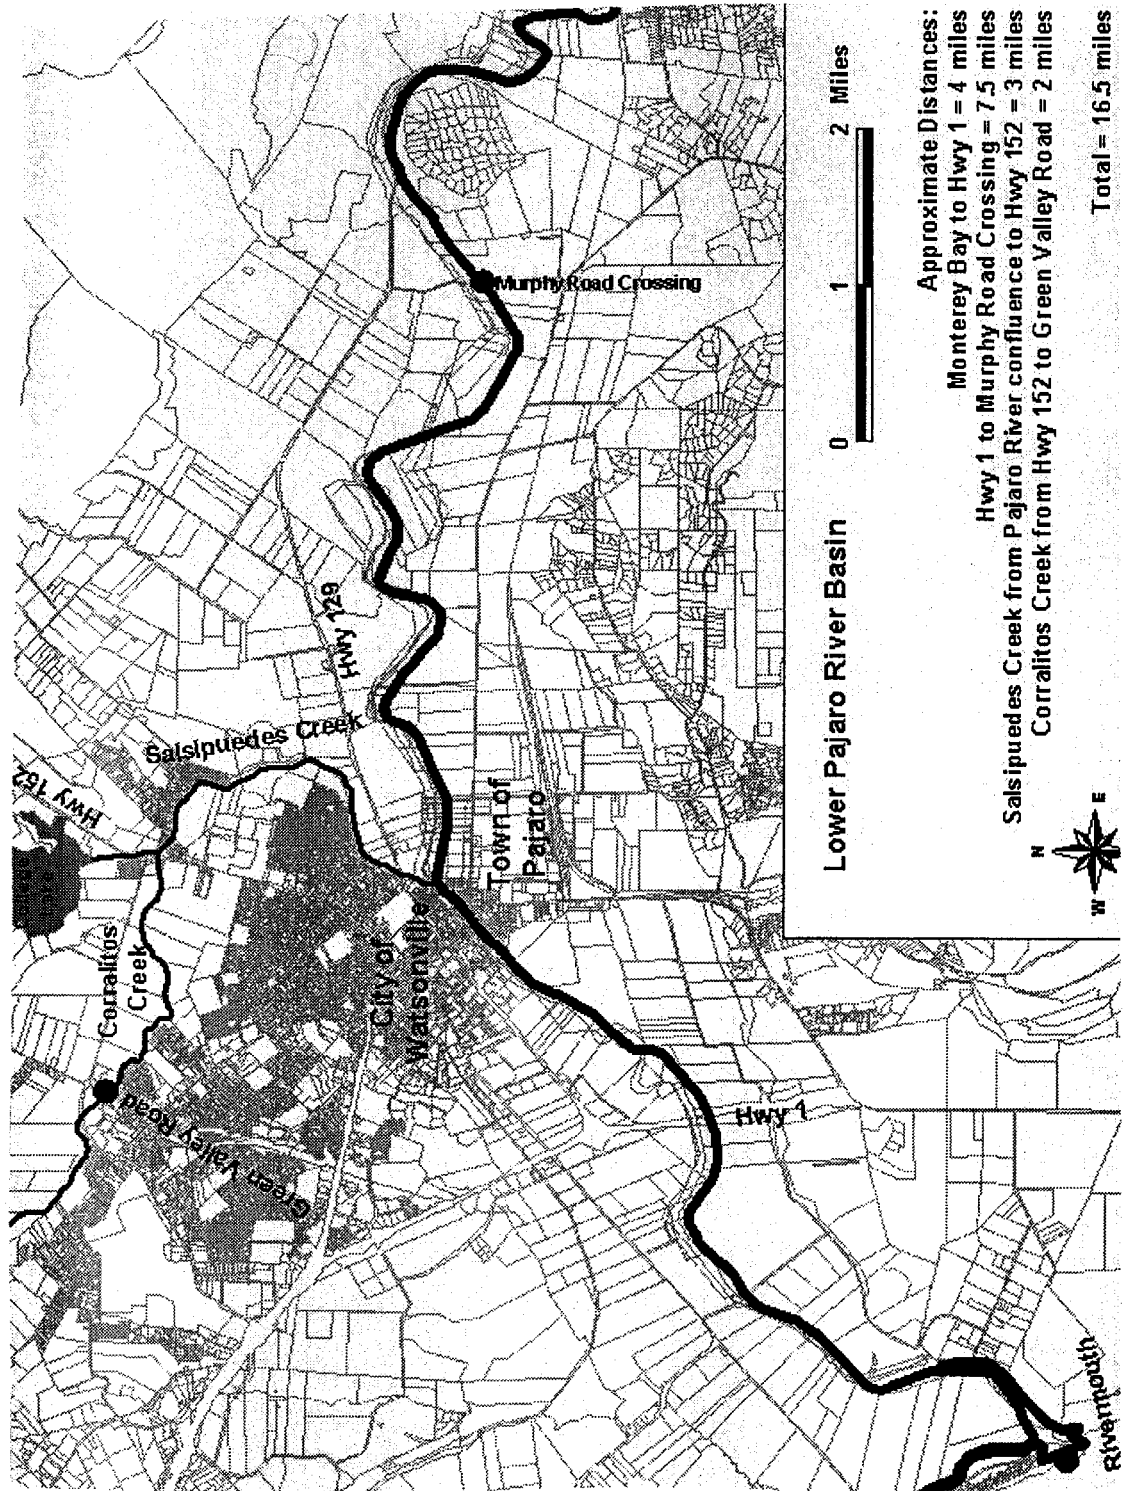 Hwy 152
Salsipuedes Creek
Hwy 129
Corralitos
Creek
Green Valley Road
City of
Watsonville
Town of
Pajaro
Murphy Road Crossing
Hwy 1
Rivermouth
Lower Pajaro River Basin
0 1 2 Miles
Approximate Distances:
Monterey Bay to Hwy 1 = 4 miles
Hwy 1 to Murphy Road Crossing = 7.5 miles
Salsipuedes Creek from Pajaro River confluence to Hwy 152 = 3 miles
Corralitos Creek from Hwy 152 to Green Valley Road = 2 miles
Total = 16.5 miles
N
W E